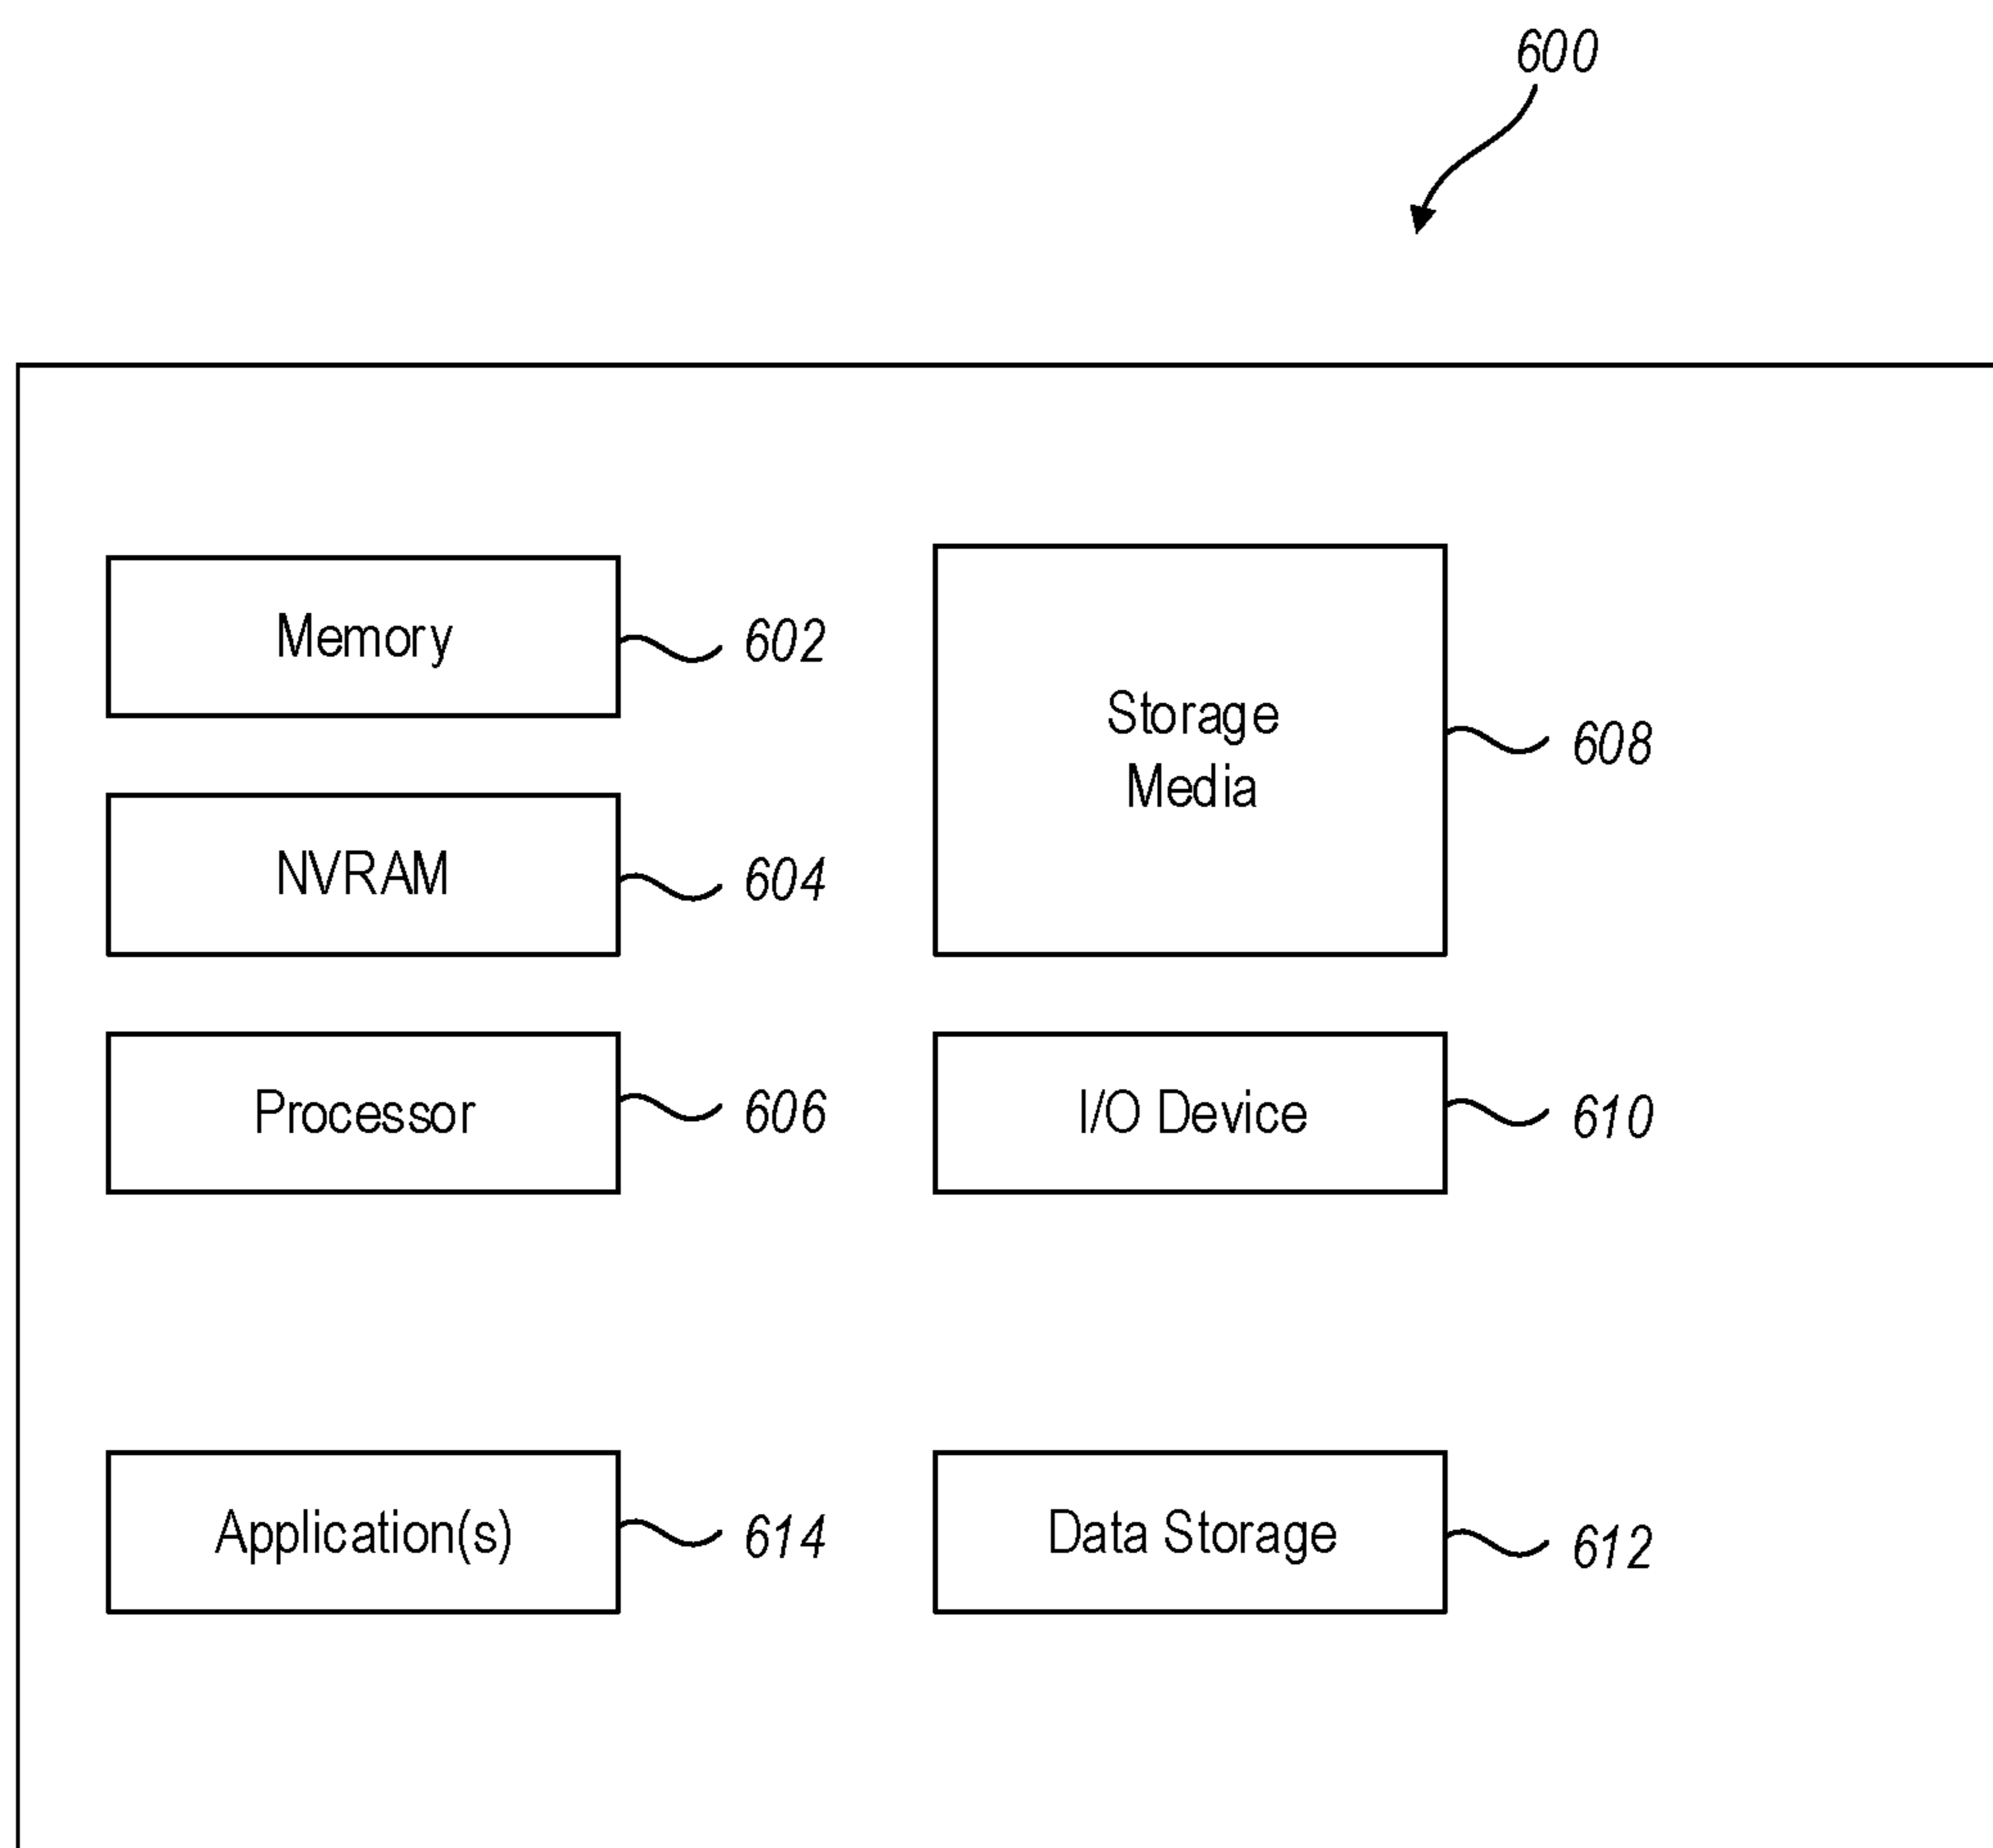 600
Memory
602
Storage
Media
608
NVRAM
604
Processor
606
I/O Device
610
Application(s)
614
Data Storage
612